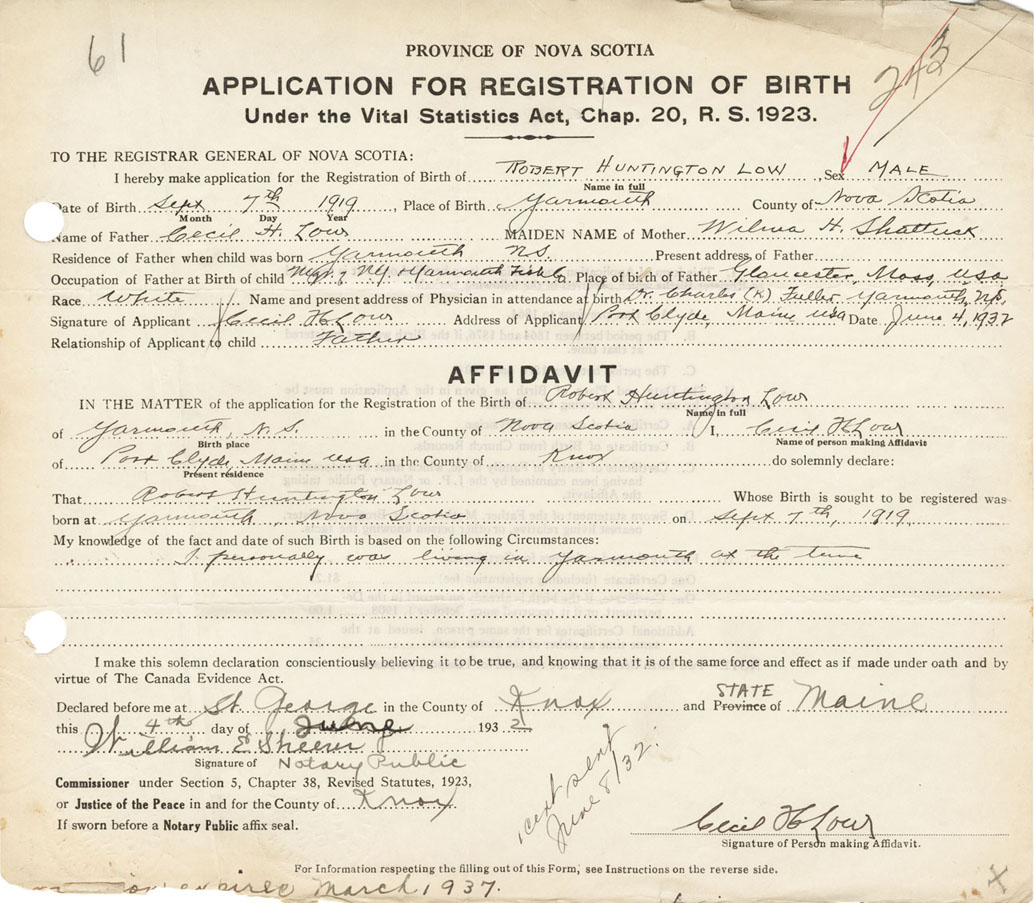 61
243
PROVINCE OF NOVA SCOTIA
APPLICATION FOR REGISTRATION OF BIRTH
Under the Vital Statistics Act, Chap. 20, R. S. 1923.
TO THE REGISTRAR GENERAL OF NOVA SCOTIA:
I hereby make application for the Registration of Birth of ROBERT HUNTINGTON LOW, Sex MALE
Name in full
Date of Birth Sept 7th 1919, Place of Birth Yarmouth County of Nova Scotia
Month Day Year
Name of Father Cecil H. Low MAIDEN NAME of Mother Wilma H. Shattuck
Residence of Father when child was born Yarmouth N.S. Present address of Father
Occupation of Father at Birth of child Mgr. of N.Y. & Yarmouth Fish Co Place of birth of Father Gloucester, Mass, USA
Race White Name and present address of Physician in attendance at birth Dr. Charles (K) Fuller Yarmouth, N.S.
Signature of Applicant Cecil H Low Address of Applicant Port Clyde, Maine USA Date June 4, 1932
Relationship of Applicant to child Father
AFFIDAVIT
IN THE MATTER of the application for the Registration of the Birth of Robert Huntington Low
Name in full
of Yarmouth, N.S. in the County of Nova Scotia I, Cecil H Low
Birth place Name of person making Affidavit
of Port Clyde, Maine USA in the County of Knox do solemnly declare:
Present residence
That Robert Huntington Low Whose Birth is sought to be registered was
born at Yarmouth, Nova Scotia on Sept 7th, 1919
My knowledge of the fact and date of such Birth is based on the following Circumstances:
I personally was living in Yarmouth at the time
I make this solemn declaration conscientiously believing it to be true, and knowing that it is of the same force and effect as if made under oath and by
virtue of The Canada Evidence Act.
STATE
Declared before me at St. George in the County of Knox and Province of Maine
this 4th day of June 1932
William E Sheerer
Signature of Notary Public
Commissioner under Section 5, Chapter 38, Revised Statutes, 1923,
or Justice of the Peace in and for the County of Knox,
If sworn before a Notary Public affix seal.
1 cert sent
June 8/32.
Cecil H Low
Signature of Person making Affidavit.
For Information respecting the filling out of this Form, see Instructions on the reverse side.
expires March 1937.